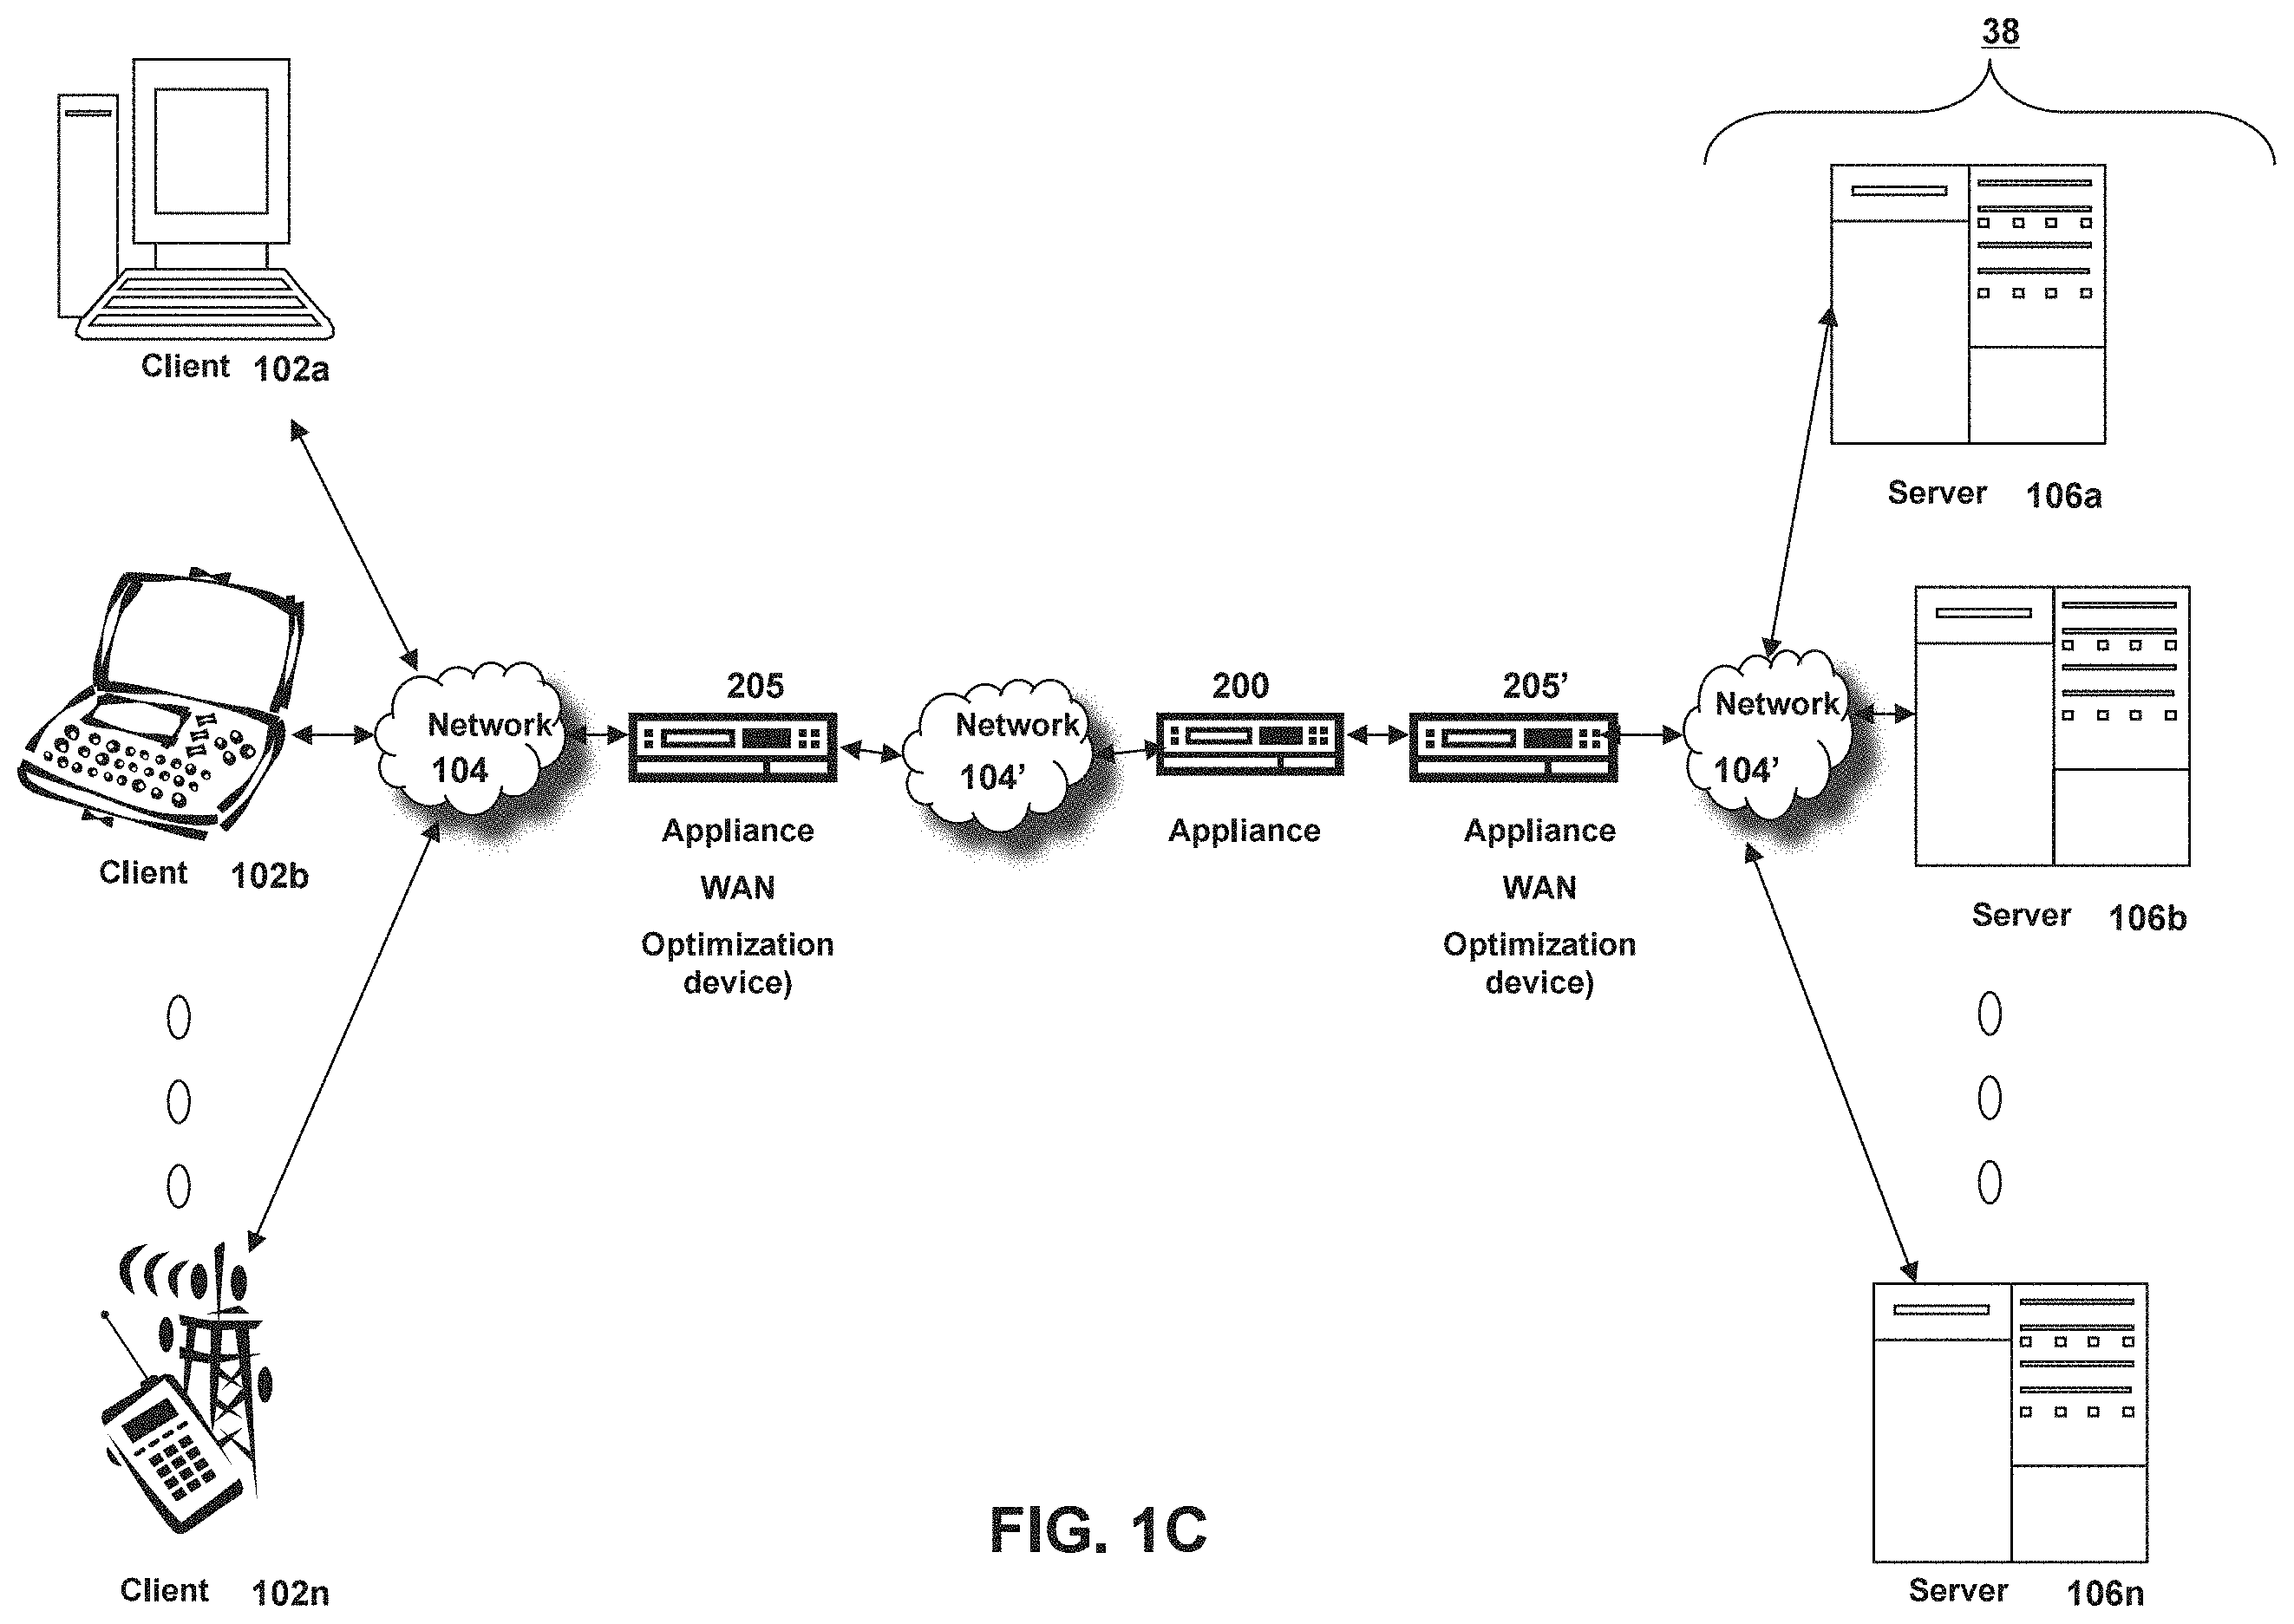 38
Client 102a
Server 106a
205
200
205’
Network
104
Network
104’
Network
104’
Appliance
WAN
Optimization
device)
Appliance
Appliance
WAN
Optimization
device)
Client 102b
Server 106b
FIG. 1C
Client 102n
Server 106n